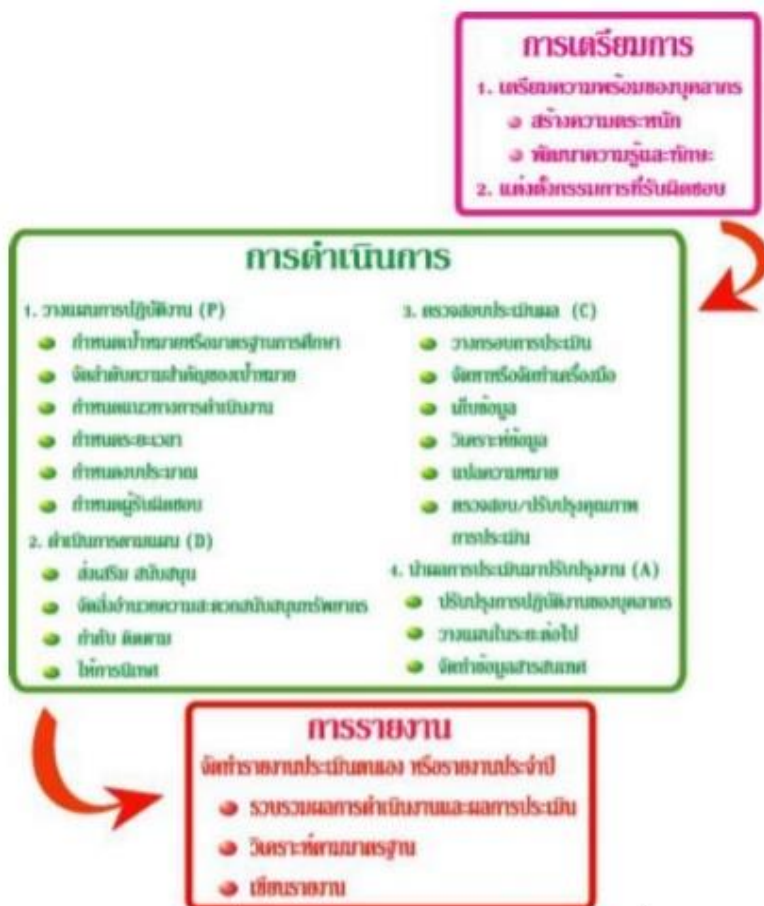 การเตรียมการ
1. เตรียมความพร้อมของบุคลากร
สร้างความตระหนัก
พัฒนาความรู้และทักษะ
2. แต่งตั้งกรรมการที่รับผิดชอบ
การดำเนินการ
1. วางแผนการปฏิบัติงาน (P)
กำหนดเป้าหมายหรือมาตรฐานการศึกษา
จัดลำดับความสำคัญของเป้าหมาย
กำหนดแนวทางการดำเนินงาน
กำหนดระยะเวลา
กำหนดงบประมาณ
กำหนดผู้รับผิดชอบ
2. ดำเนินการตามแผน (D)
ส่งเสริม สนับสนุน
จัดสิ่งอำนวยความสะดวกสนับสนุนทรัพยากร
กำกับ ติดตาม
ให้การนิเทศ
3. ตรวจสอบประเมินผล (C)
วางกรอบการประเมิน
จัดหาหรือจัดทำเครื่องมือ
เก็บข้อมูล
วิเคราะห์ข้อมูล
แปลความหมาย
ตรวจสอบ/ปรับปรุงคุณภาพ
การประเมิน
4. นำผลการประเมินมาปรับปรุงงาน (A)
ปรับปรุงการปฏิบัติงานของบุคลากร
วางแผนในระยะต่อไป
จัดทำข้อมูลสารสนเทศ
การรายงาน
จัดทำรายงานประเมินตนเอง หรือรายงานประจำปี
รวบรวมผลการดำเนินงานและผลการประเมิน
วิเคราะห์ตามมาตรฐาน
เขียนรายงาน